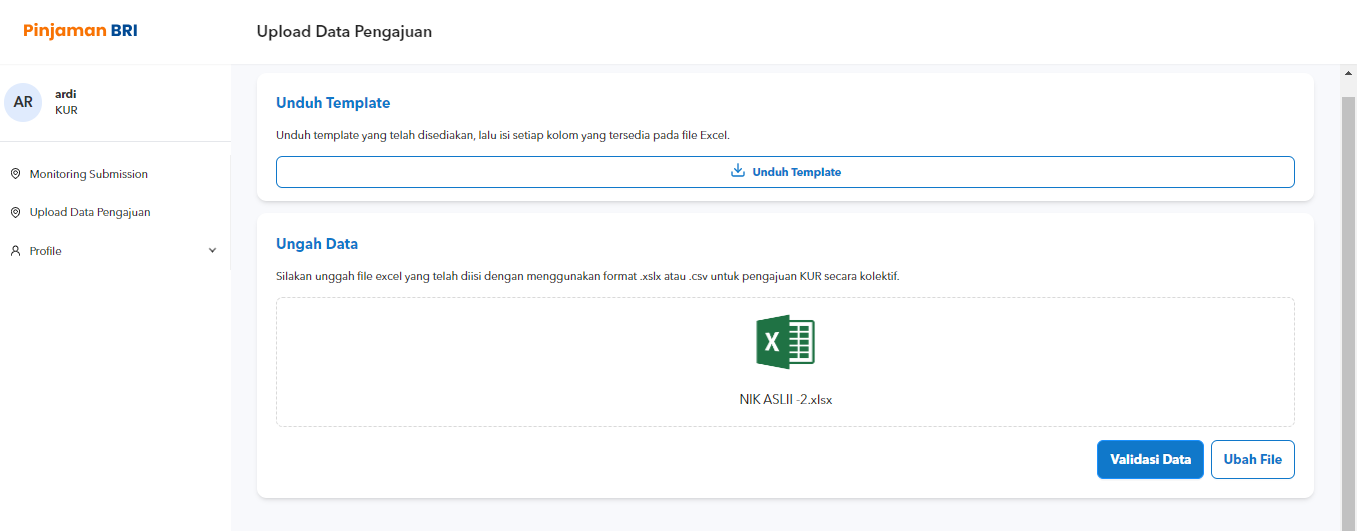 Pinjaman BRI
Upload Data Pengajuan
AR
ardi
KUR
Monitoring Submission
Upload Data Pengajuan
Profile
Unduh Template
Unduh template yang telah disediakan, lalu isi setiap kolom yang tersedia pada file Excel.
Unduh Template
Ungah Data
Silakan unggah file excel yang telah diisi dengan menggunakan format .xslx atau .csv untuk pengajuan KUR secara kolektif.
X
NIK ASLII -2.xlsx
Validasi Data
Ubah File